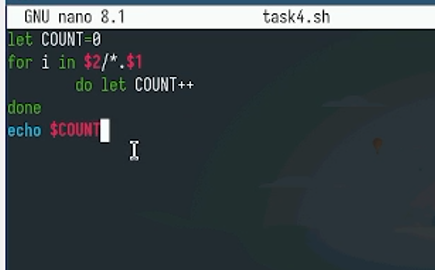 GNU nano 8.1 task4.sh
let COUNT=0
for i in $2/*.$1
do let COUNT++
done
echo $COUNT